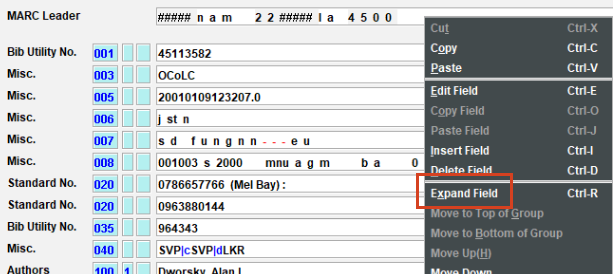 MARC Leader ##### n a m 2 2 ##### l a 4 5 0 0
Bib Utility No. 001 45113582
Misc. 003 OCoLC
Misc. 005 20010109123207.0
Misc. 006 j st n
Misc. 007 s d f u n g n n - - - e u
Misc. 008 001003 s 2000 mnu a g m b a 0
Standard No. 020 0786657766 (Mel Bay) :
Standard No. 020 0963880144
Bib Utility No. 035 964343
Misc. 040 SVP|cSVP|dLKR
Authors 100 1 Dworsky, Alan L
Cut Ctrl-X
Copy Ctrl-C
Paste Ctrl-V
Edit Field Ctrl-E
Copy Field Ctrl-O
Paste Field Ctrl-J
Insert Field Ctrl-I
Delete Field Ctrl-D
Expand Field Ctrl-R
Move to Top of Group
Move to Bottom of Group
Move Up(H)
Move Down